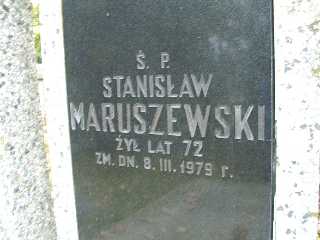 Ś. P.
STANISŁAW
MARUSZEWSKI
ŻYŁ LAT 72
ZM. DN. 8. III. 1979 r.